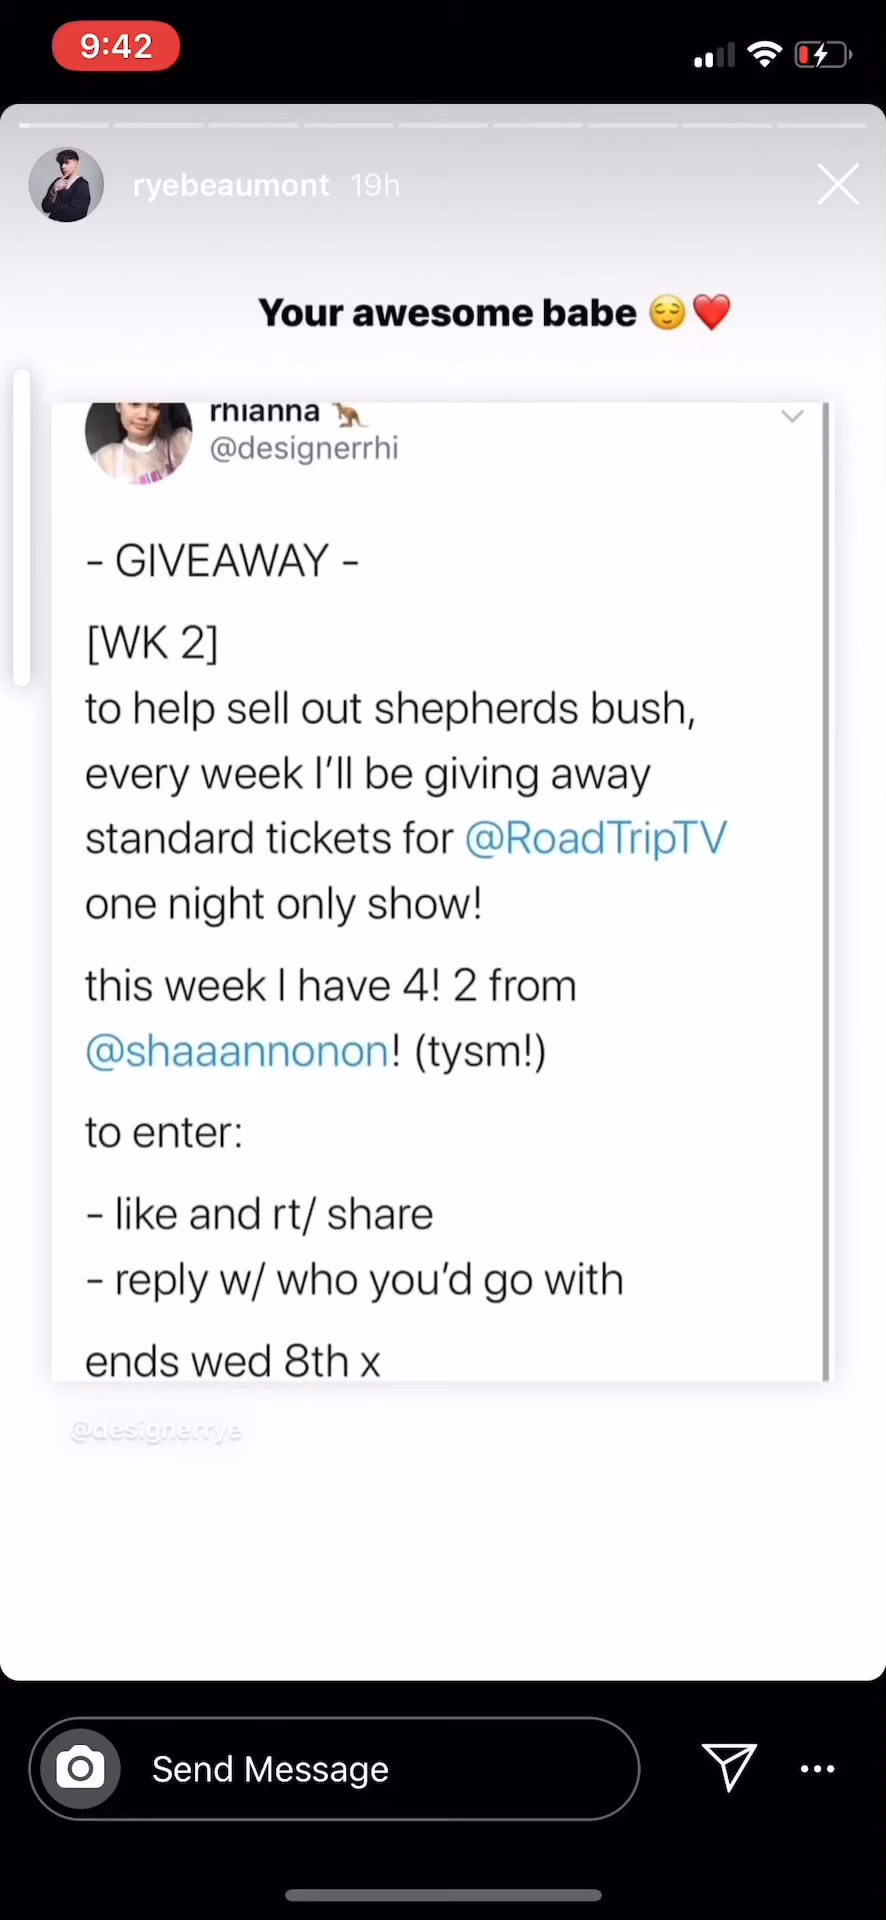 9:42
ryebeaumont 19h
Your awesome babe 😌❤️
rhianna 🦘
@designerrhi
- GIVEAWAY -
[WK 2]
to help sell out shepherds bush,
every week I'll be giving away
standard tickets for @RoadTripTV
one night only show!
this week I have 4! 2 from
@shaaannonon! (tysm!)
to enter:
- like and rt/ share
- reply w/ who you'd go with
ends wed 8th x
@designerrye
Send Message